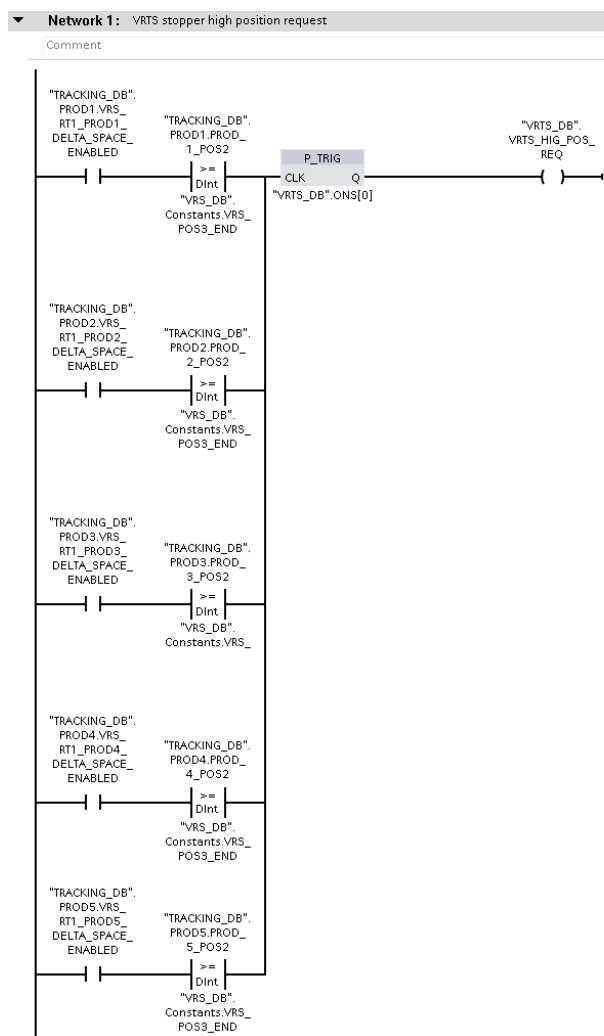 Network 1: VRTS stopper high position request
Comment
"TRACKING_DB".
PROD1.VRS_
RT1_PROD1_
DELTA_SPACE_
ENABLED
"TRACKING_DB".
PROD1.PROD_
1_POS2
>=
DInt
"VRS_DB".
Constants.VRS_
POS3_END
P_TRIG
CLK Q
"VRTS_DB".ONS[0]
"VRTS_DB".
VRTS_HIG_POS_
REQ
"TRACKING_DB".
PROD2.VRS_
RT1_PROD2_
DELTA_SPACE_
ENABLED
"TRACKING_DB".
PROD2.PROD_
2_POS2
>=
DInt
"VRS_DB".
Constants.VRS_
POS3_END
"TRACKING_DB".
PROD3.VRS_
RT1_PROD3_
DELTA_SPACE_
ENABLED
"TRACKING_DB".
PROD3.PROD_
3_POS2
>=
DInt
"VRS_DB".
Constants.VRS_
"TRACKING_DB".
PROD4.VRS_
RT1_PROD4_
DELTA_SPACE_
ENABLED
"TRACKING_DB".
PROD4.PROD_
4_POS2
>=
DInt
"VRS_DB".
Constants.VRS_
POS3_END
"TRACKING_DB".
PROD5.VRS_
RT1_PROD5_
DELTA_SPACE_
ENABLED
"TRACKING_DB".
PROD5.PROD_
5_POS2
>=
DInt
"VRS_DB".
Constants.VRS_
POS3_END